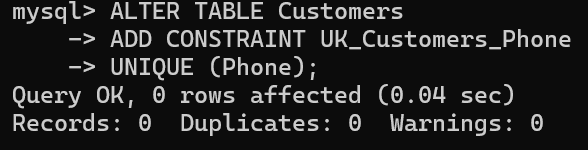 mysql> ALTER TABLE Customers
    -> ADD CONSTRAINT UK_Customers_Phone
    -> UNIQUE (Phone);
Query OK, 0 rows affected (0.04 sec)
Records: 0  Duplicates: 0  Warnings: 0